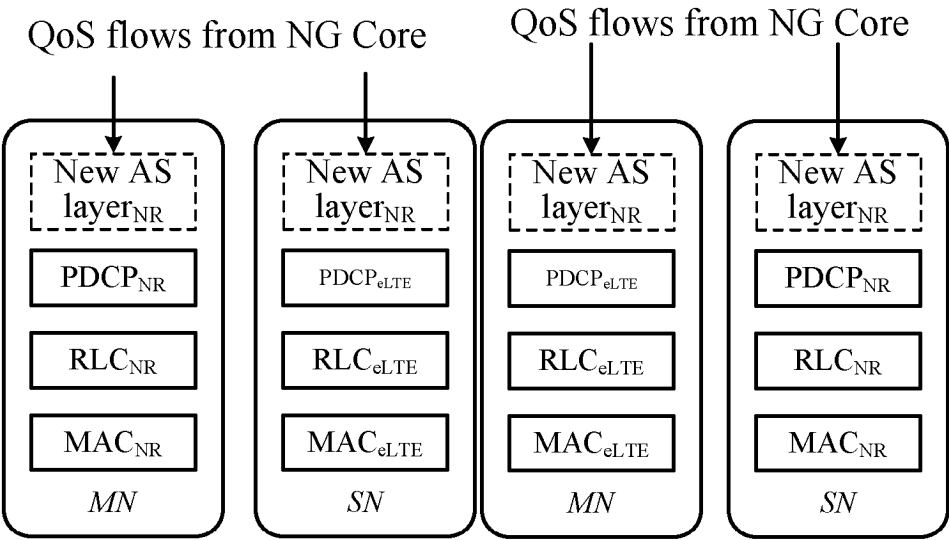 QoS flows from NG Core
QoS flows from NG Core
New AS
layerNR
PDCPNR
RLCNR
MACNR
MN
New AS
layerNR
PDCPeLTE
RLCeLTE
MACeLTE
SN
New AS
layerNR
PDCPeLTE
RLCeLTE
MACeLTE
MN
New AS
layerNR
PDCPNR
RLCNR
MACNR
SN